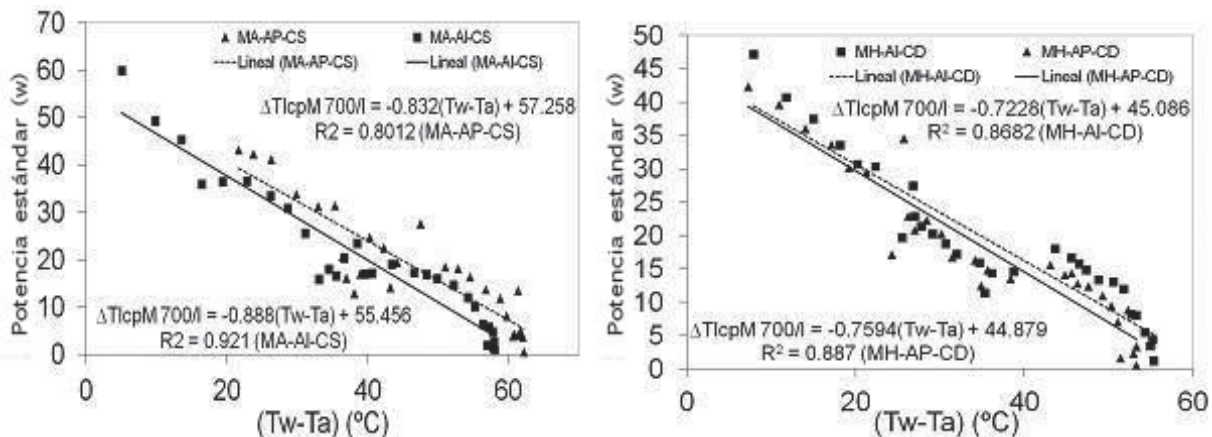 Potencia estándar (w)
70
60
50
40
30
20
10
0
MA-AP-CS
MA-AI-CS
Lineal (MA-AP-CS)
Lineal (MA-AI-CS)
ΔTlcpM 700/I = -0.832(Tw-Ta) + 57.258
R2 = 0.8012 (MA-AP-CS)
ΔTlcpM 700/I = -0.888(Tw-Ta) + 55.456
R2 = 0.921 (MA-AI-CS)
0
20
40
60
(Tw-Ta) (ºC)
Potencia estándar (w)
50
45
40
35
30
25
20
15
10
5
0
MH-AI-CD
MH-AP-CD
Lineal (MH-AI-CD)
Lineal (MH-AP-CD)
ΔTlcpM 700/I = -0.7228(Tw-Ta) + 45.086
R² = 0.8682 (MH-AI-CD)
ΔTlcpM 700/I = -0.7594(Tw-Ta) + 44.879
R² = 0.887 (MH-AP-CD)
0
20
40
60
(Tw-Ta) (ºC)